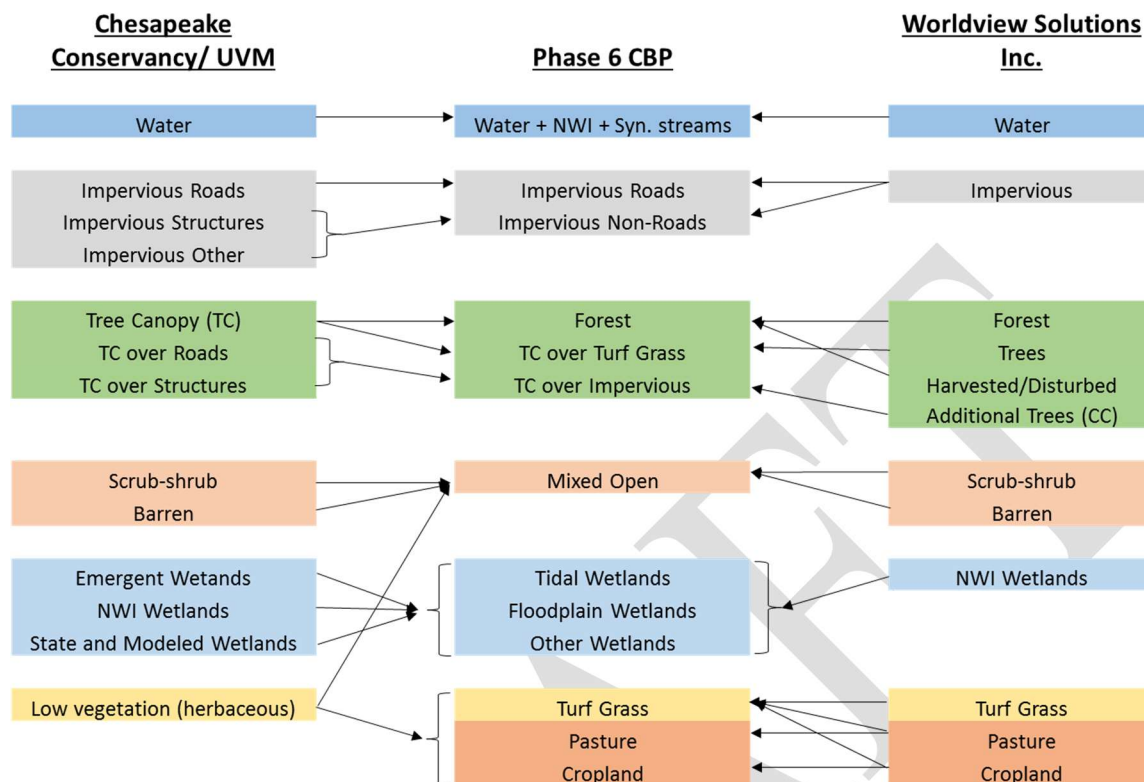 Chesapeake
Conservancy/ UVM
Phase 6 CBP
Worldview Solutions
Inc.
Water
Water + NWI + Syn. streams
Water
Impervious Roads
Impervious Structures
Impervious Other
Impervious Roads
Impervious Non-Roads
Impervious
Tree Canopy (TC)
TC over Roads
TC over Structures
Forest
TC over Turf Grass
TC over Impervious
Forest
Trees
Harvested/Disturbed
Additional Trees (CC)
Scrub-shrub
Barren
Mixed Open
Scrub-shrub
Barren
Emergent Wetands
NWI Wetlands
State and Modeled Wetlands
Tidal Wetlands
Floodplain Wetlands
Other Wetlands
NWI Wetlands
Low vegetation (herbaceous)
Turf Grass
Pasture
Cropland
Turf Grass
Pasture
Cropland